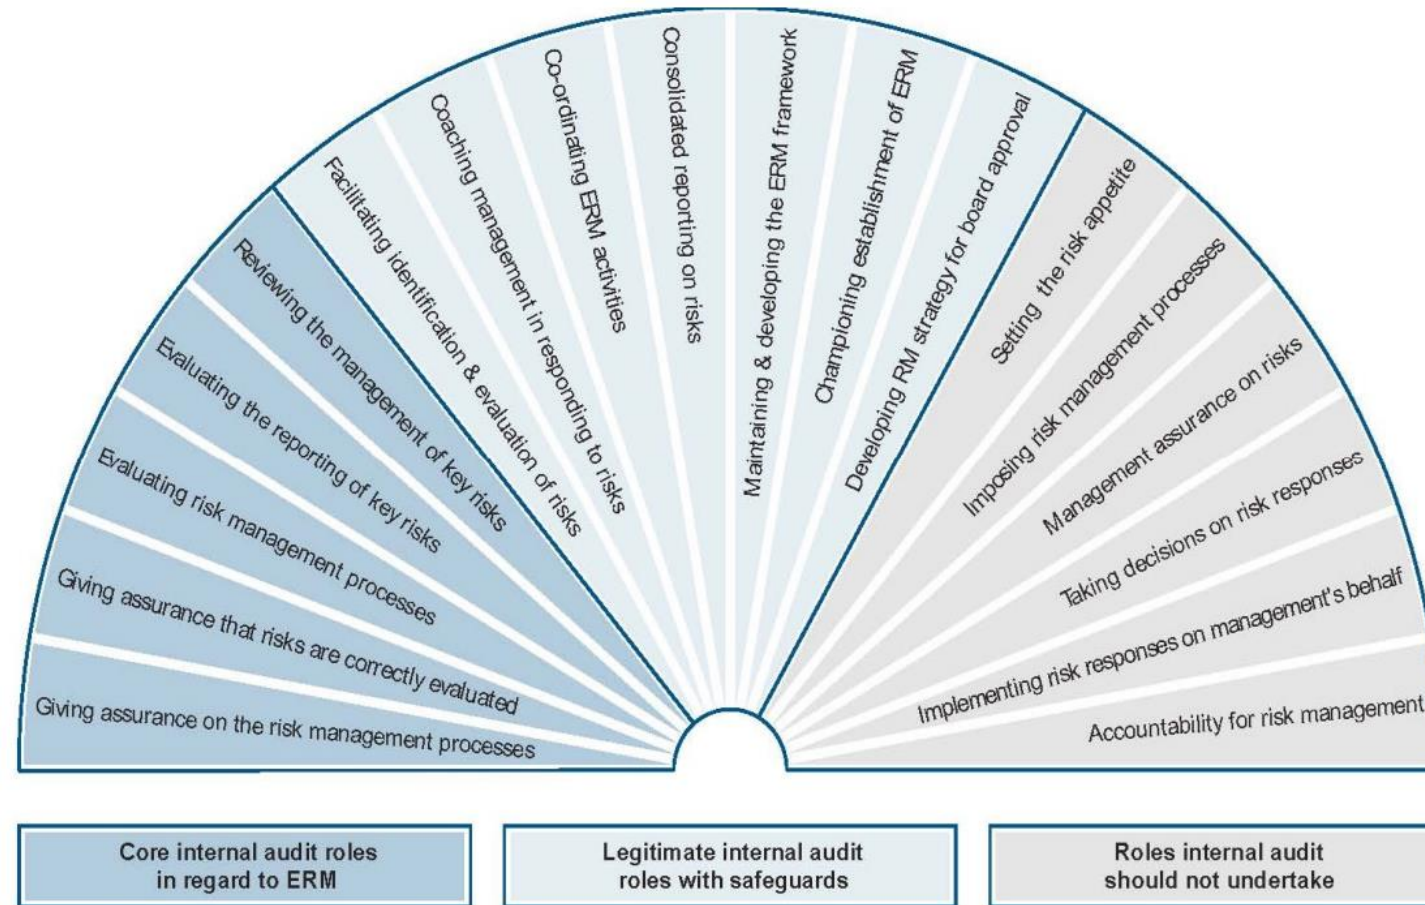 Giving assurance on the risk management processes
Giving assurance that risks are correctly evaluated
Evaluating risk management processes
Evaluating the reporting of key risks
Reviewing the management of key risks
Facilitating identification & evaluation of risks
Coaching management in responding to risks
Co-ordinating ERM activities
Consolidated reporting on risks
Maintaining & developing the ERM framework
Championing establishment of ERM
Developing RM strategy for board approval
Setting the risk appetite
Imposing risk management processes
Management assurance on risks
Taking decisions on risk responses
Implementing risk responses on management's behalf
Accountability for risk management
Core internal audit roles
in regard to ERM
Legitimate internal audit
roles with safeguards
Roles internal audit
should not undertake